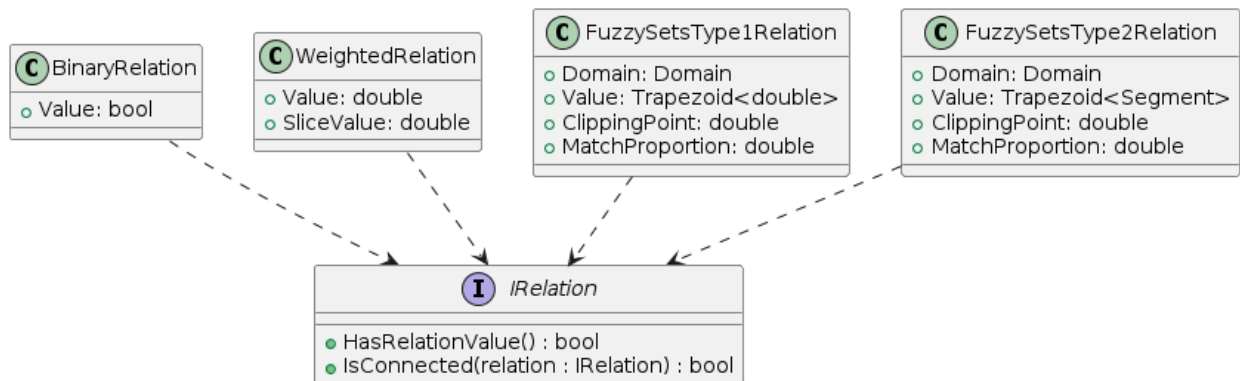 C BinaryRelation
Value: bool
C WeightedRelation
Value: double
SliceValue: double
C FuzzySetsType1Relation
Domain: Domain
Value: Trapezoid<double>
ClippingPoint: double
MatchProportion: double
C FuzzySetsType2Relation
Domain: Domain
Value: Trapezoid<Segment>
ClippingPoint: double
MatchProportion: double
I IRelation
HasRelationValue() : bool
IsConnected(relation : IRelation) : bool